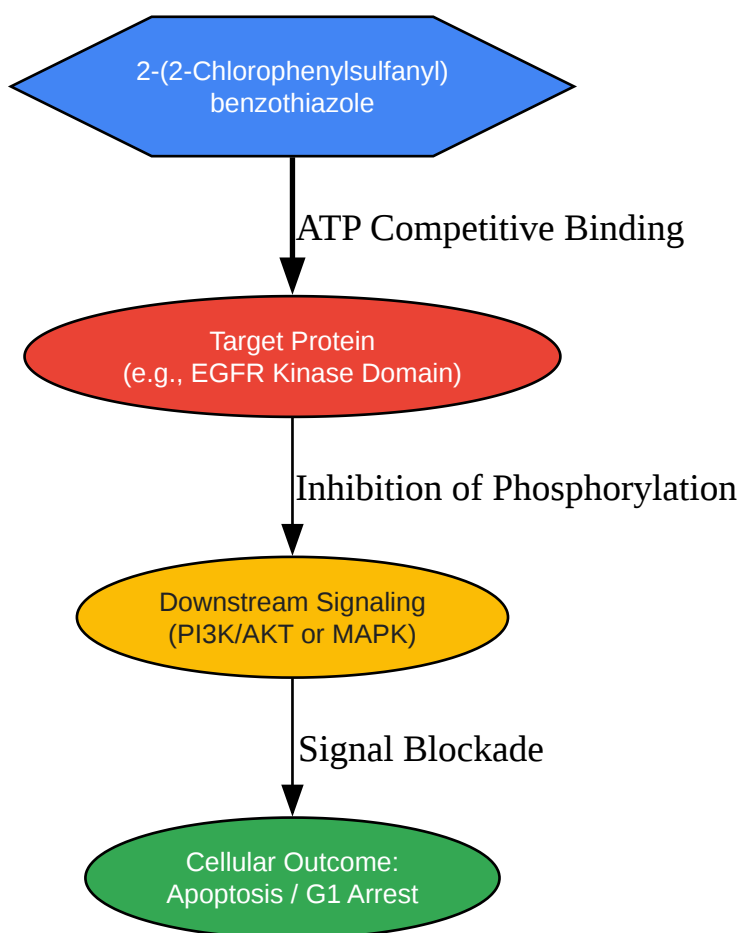 2-(2-Chlorophenylsulfanyl)
benzothiazole
ATP Competitive Binding
Target Protein
(e.g., EGFR Kinase Domain)
Inhibition of Phosphorylation
Downstream Signaling
(PI3K/AKT or MAPK)
Signal Blockade
Cellular Outcome:
Apoptosis / G1 Arrest